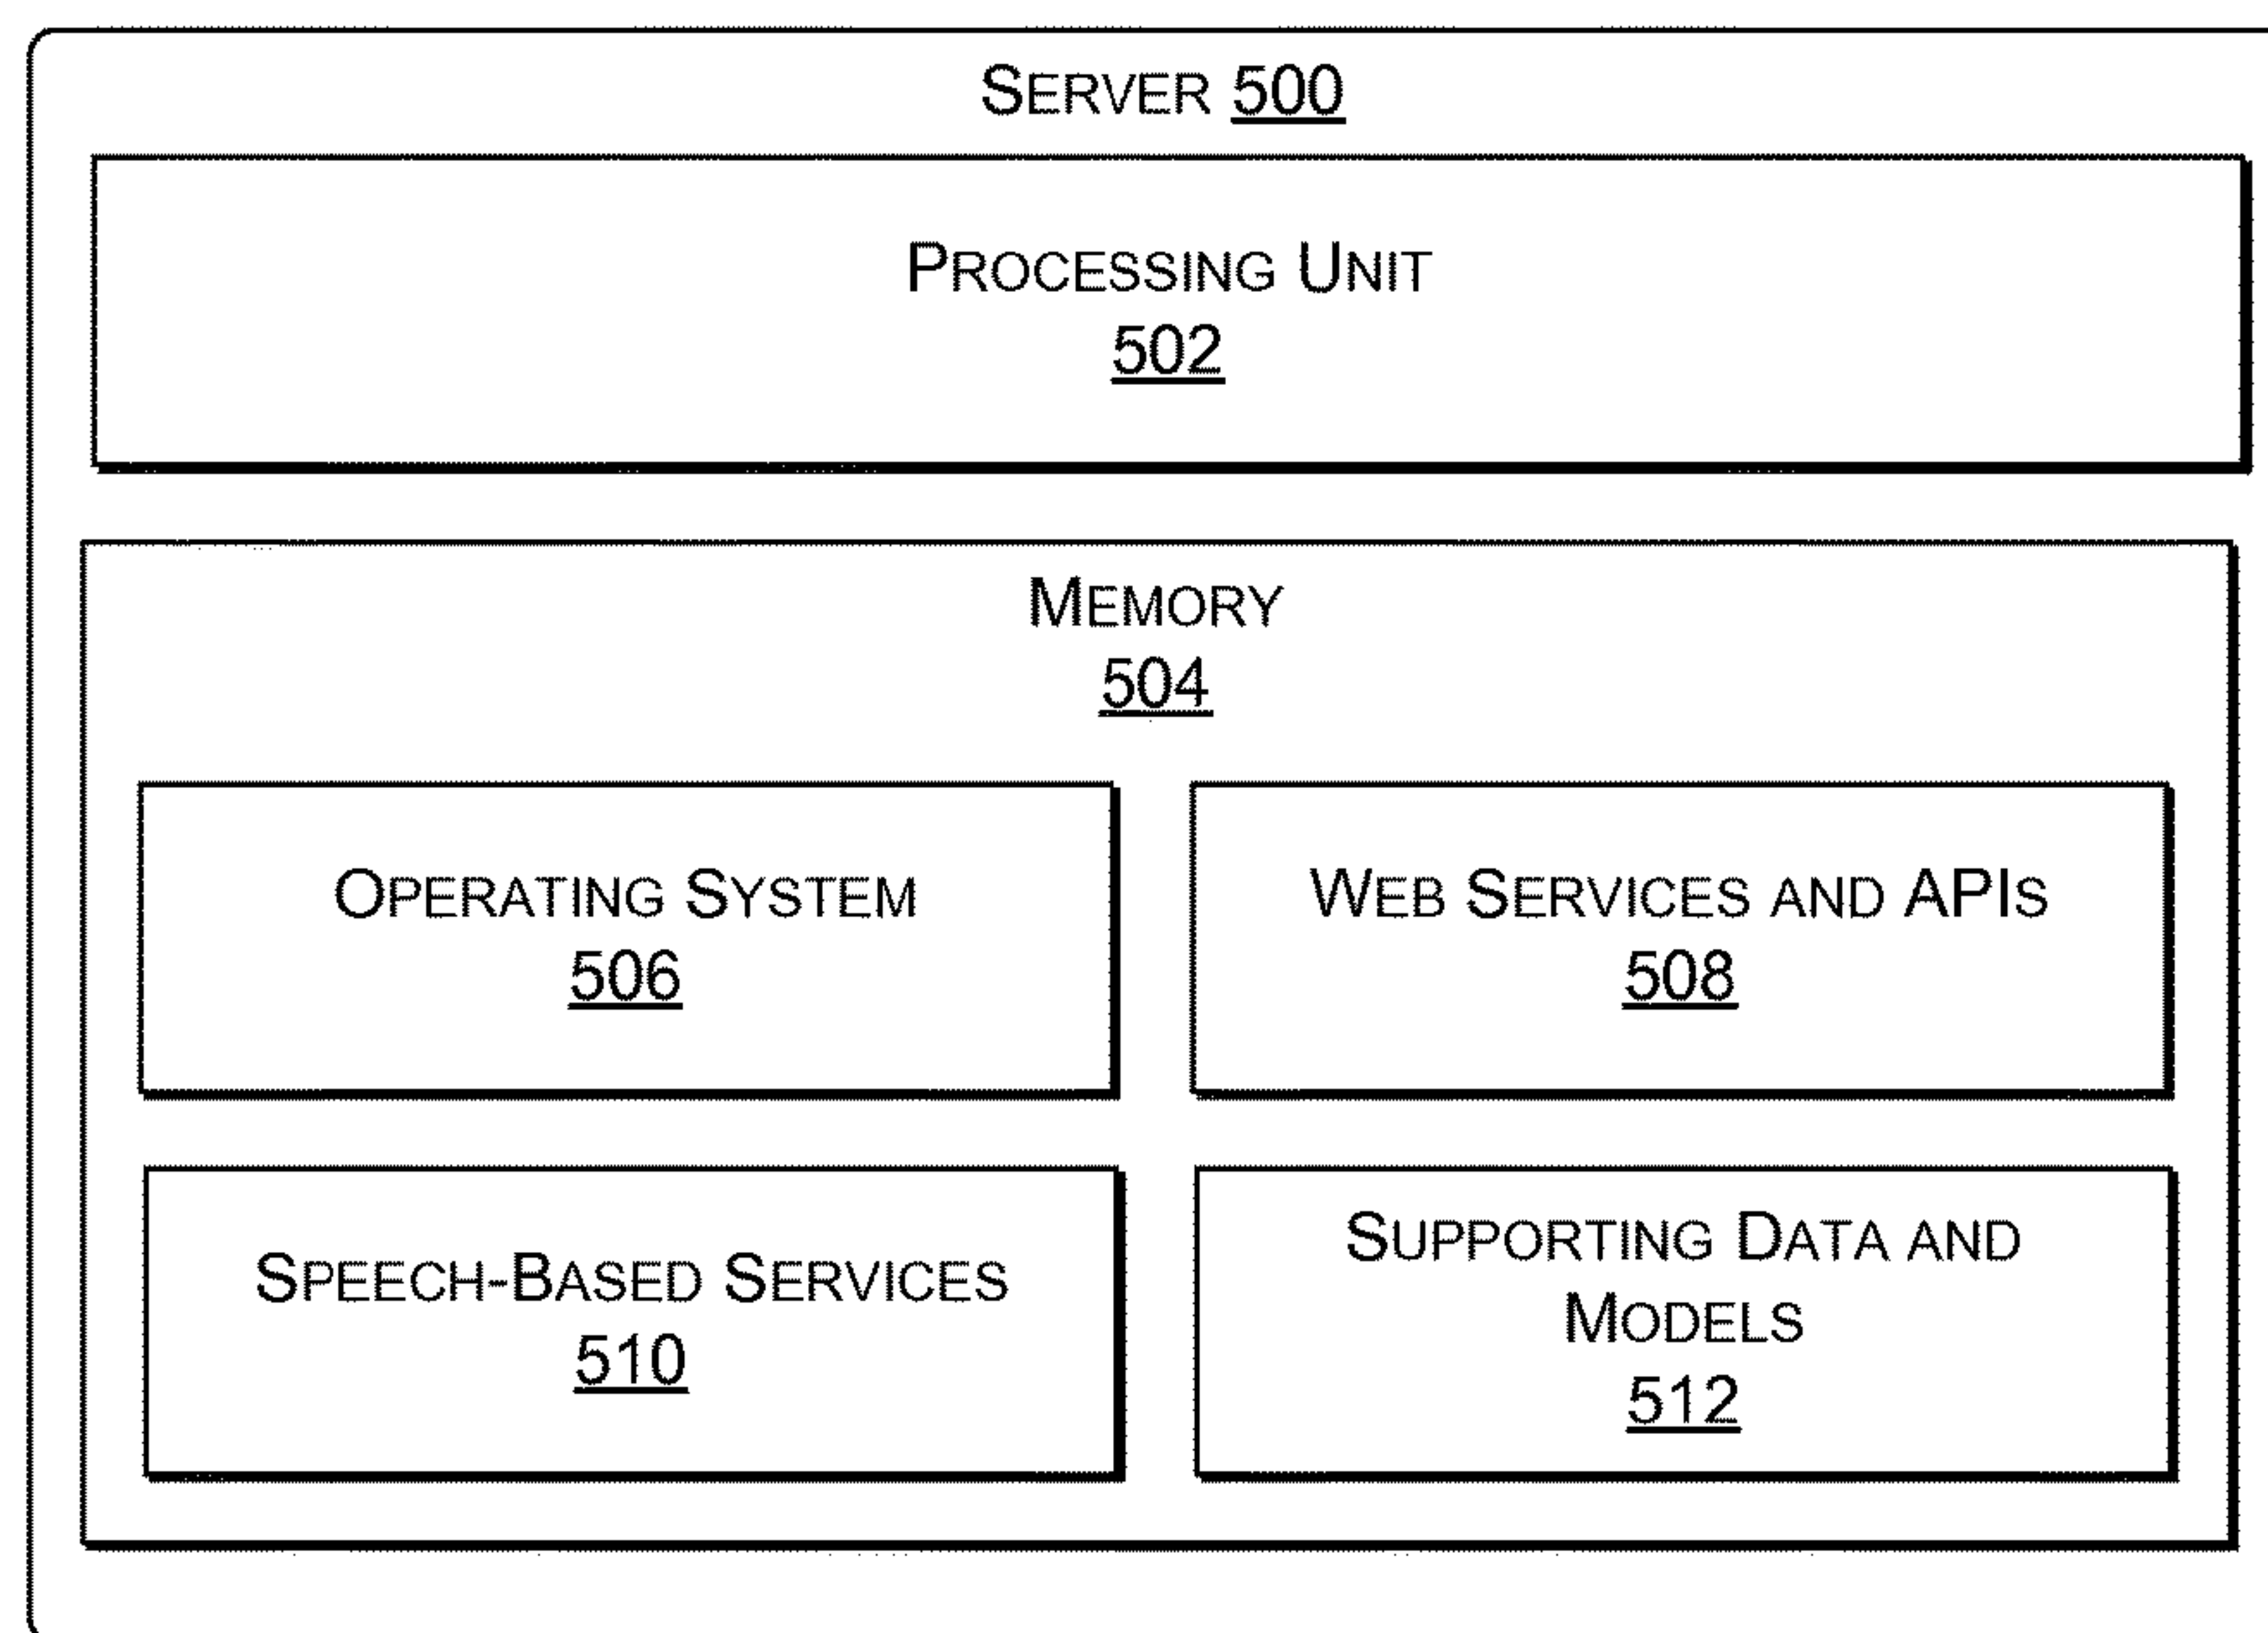 SERVER 500
PROCESSING UNIT
502
MEMORY
504
OPERATING SYSTEM
506
WEB SERVICES AND APIS
508
SPEECH-BASED SERVICES
510
SUPPORTING DATA AND
MODELS
512